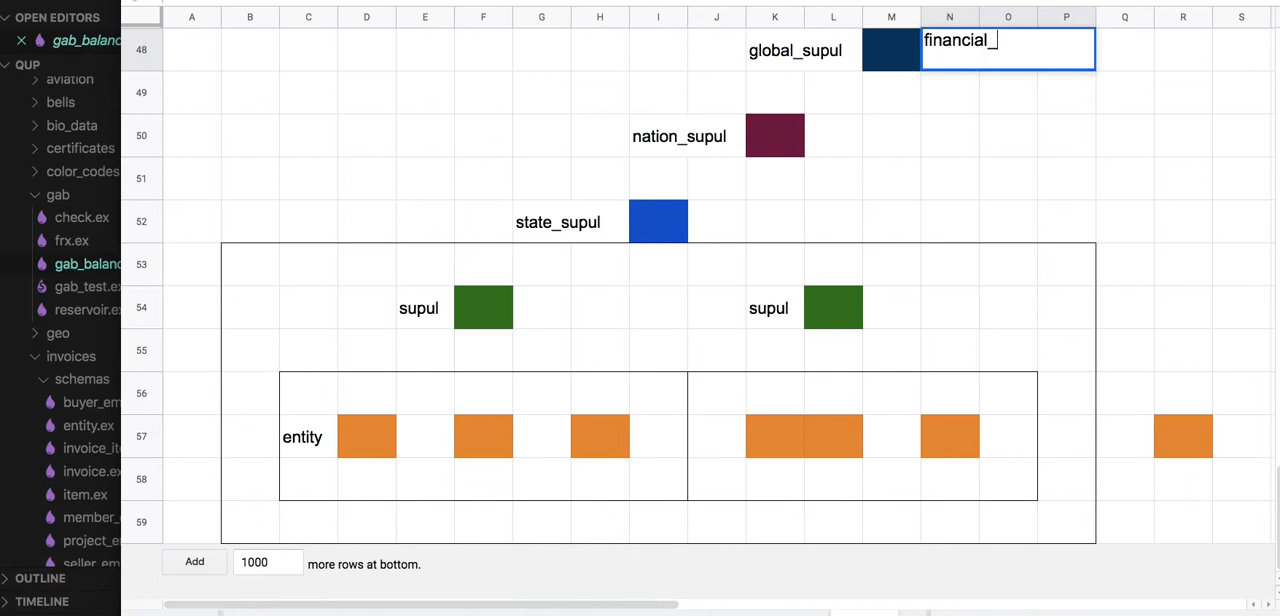 OPEN EDITORS
gab_balanc
QUP
aviation
bells
bio_data
certificates
color_codes
gab
check.ex
frx.ex
gab_balanc
gab_test.ex
reservoir.ex
geo
invoices
schemas
buyer_em
entity.ex
invoice_ite
invoice.ex
item.ex
member_
project_e
seller_em
OUTLINE
TIMELINE
A B C D E F G H I J K L M N O P Q R S
48 global_supul financial_
49
50 nation_supul
51
52 state_supul
53
54 supul supul
55
56
57 entity
58
59
Add 1000 more rows at bottom.